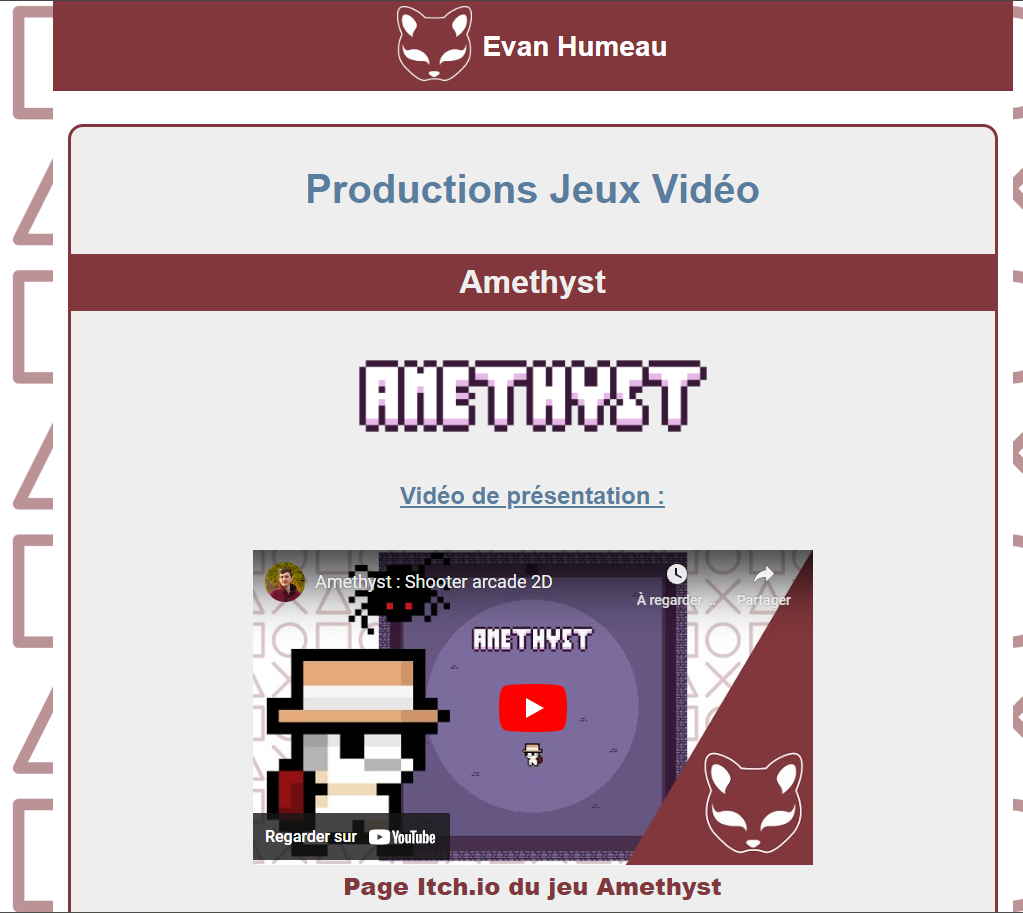 Evan Humeau
Productions Jeux Vidéo
Amethyst
AMETHYST
Vidéo de présentation :
Amethyst : Shooter arcade 2D
À regarder ...
Partager
AMETHYST
Regarder sur YouTube
Page Itch.io du jeu Amethyst